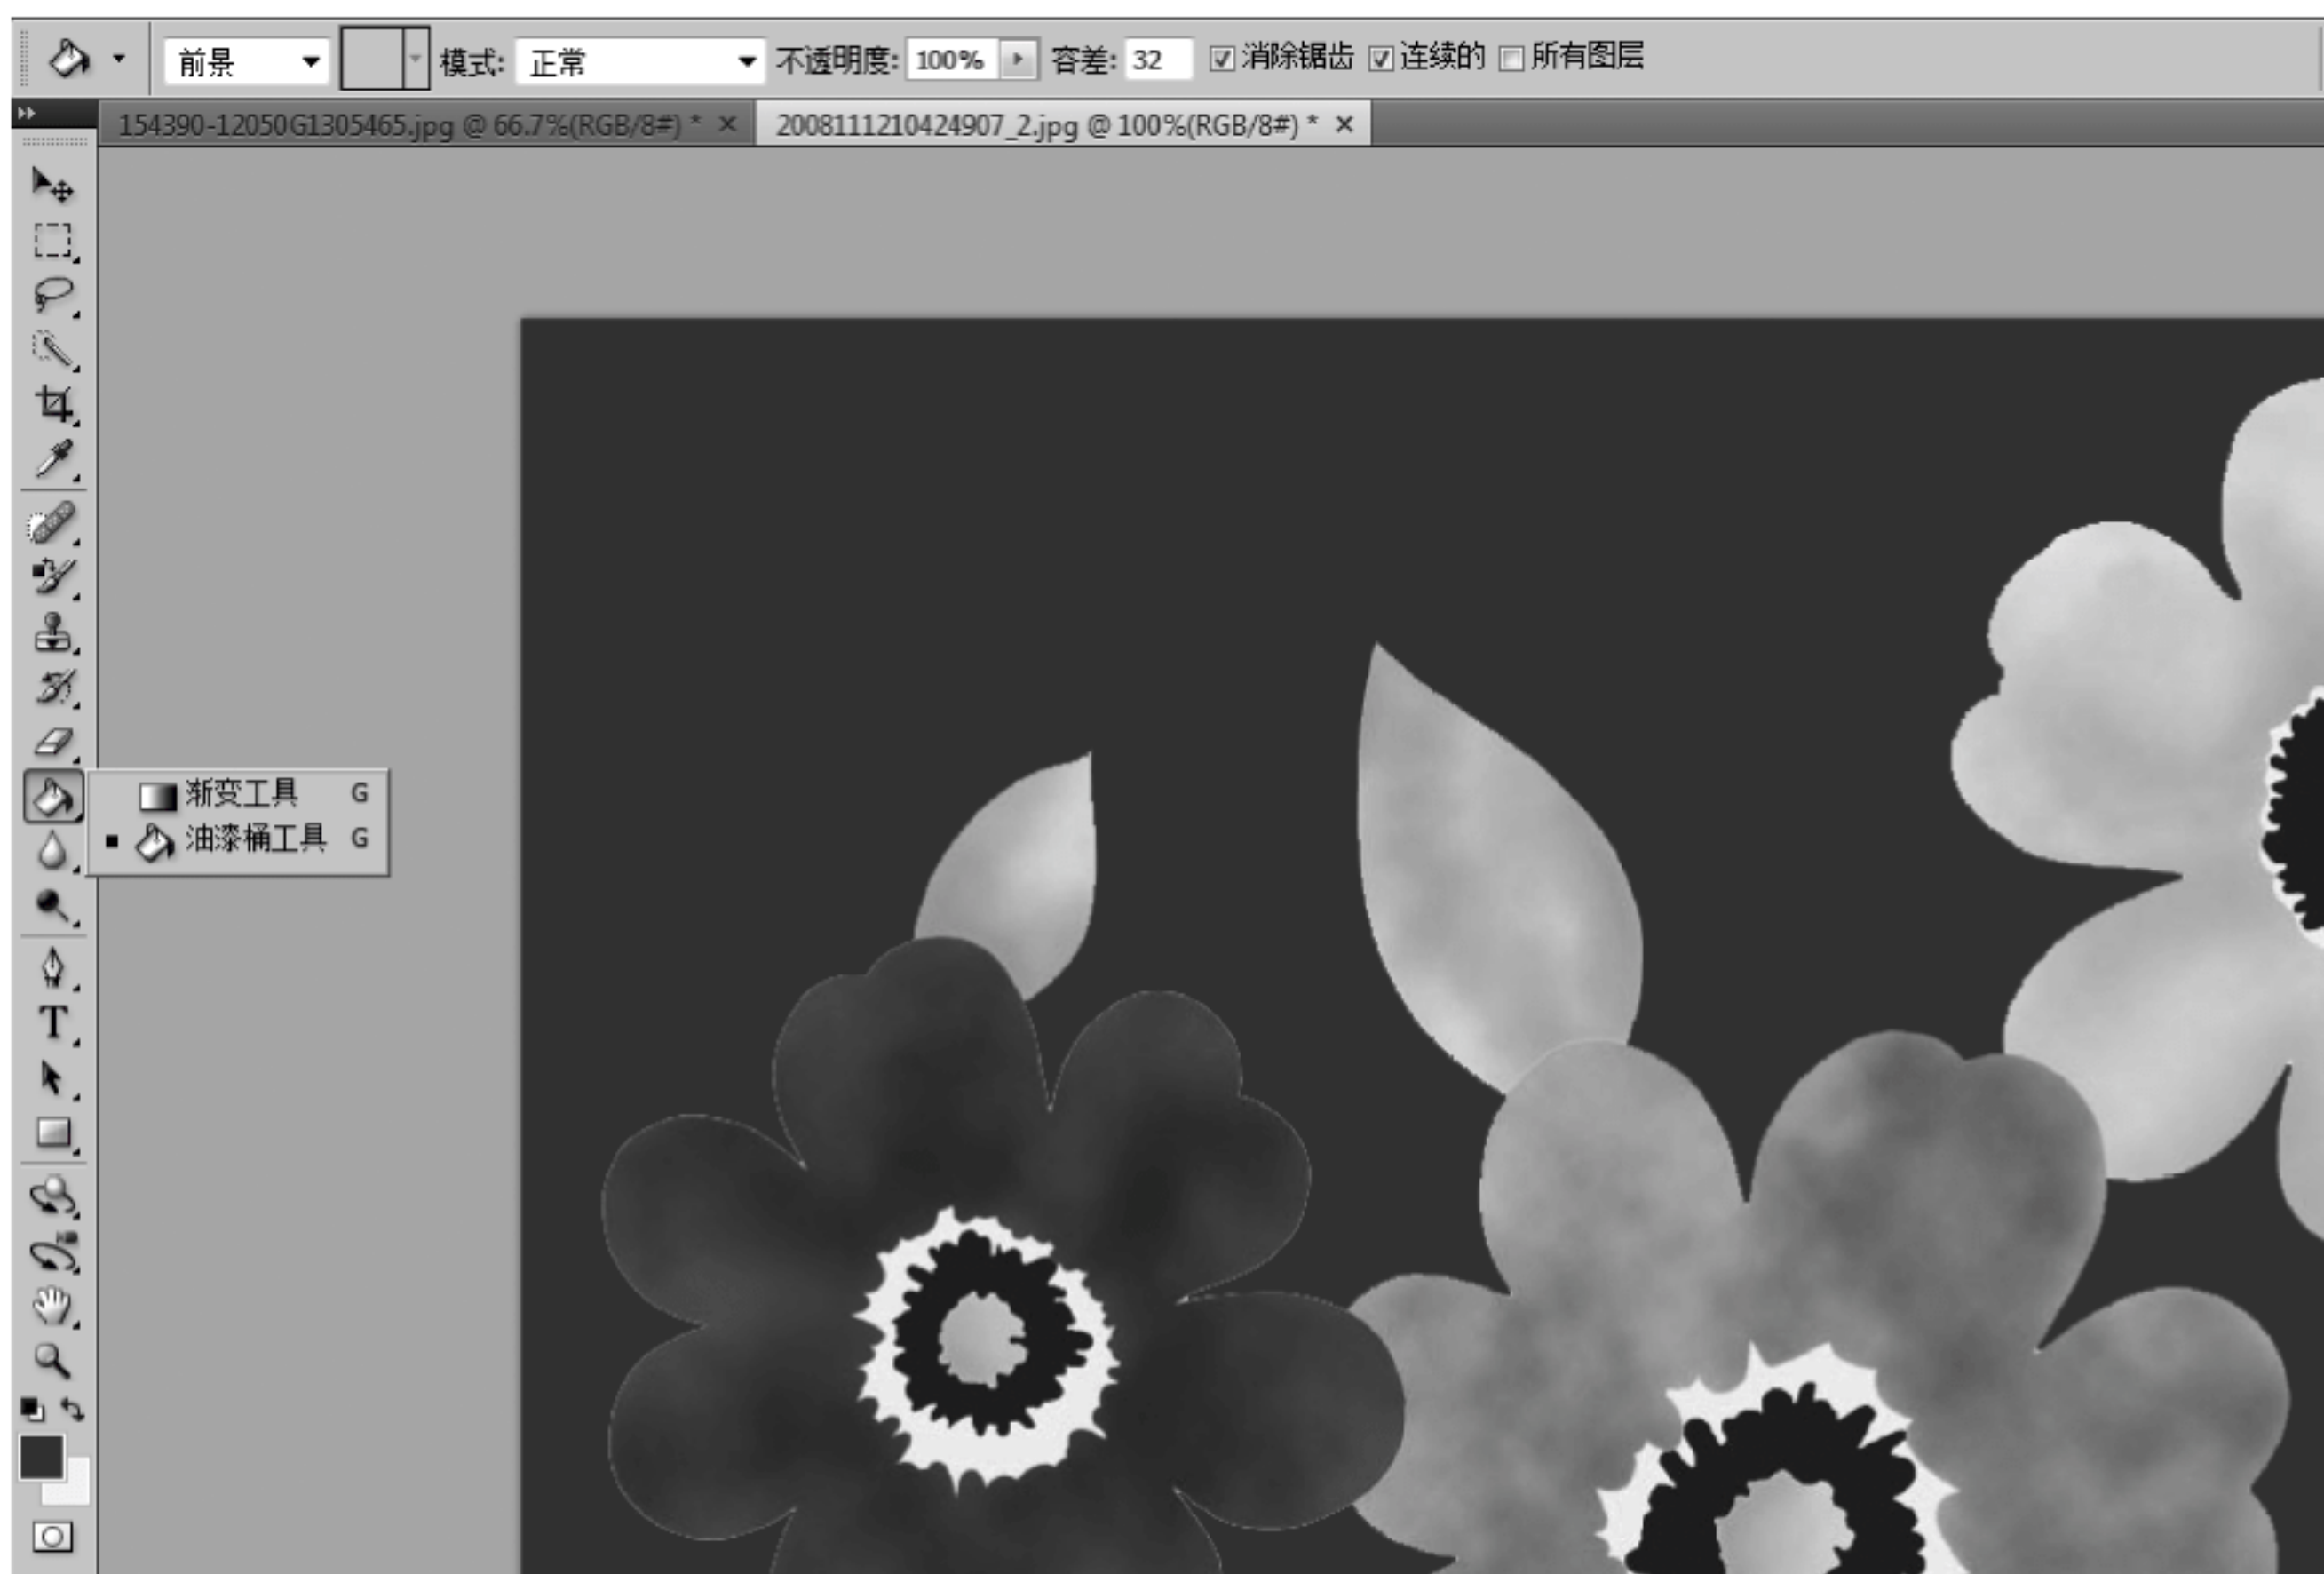 前景 模式: 正常 不透明度: 100% 容差: 32 消除锯齿 连续的 所有图层
154390-12050G1305465.jpg @ 66.7%(RGB/8#) * × 2008111210424907_2.jpg @ 100%(RGB/8#) * ×
渐变工具 G
油漆桶工具 G
T